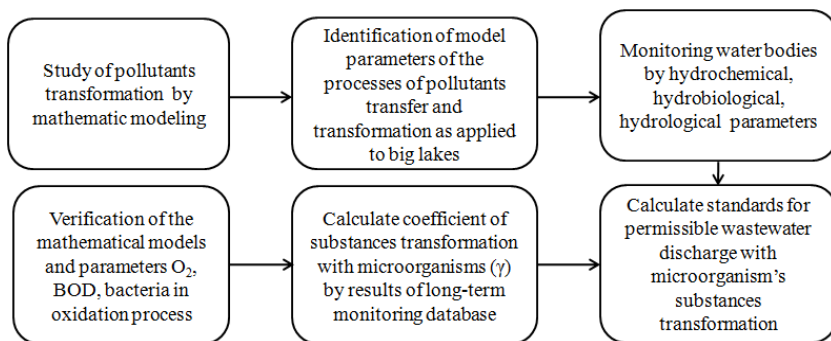 Study of pollutants
transformation by
mathematic modeling
Identification of model
parameters of the
processes of pollutants
transfer and
transformation as applied
to big lakes
Monitoring water bodies
by hydrochemical,
hydrobiological,
hydrological parameters
Verification of the
mathematical models
and parameters O₂,
BOD, bacteria in
oxidation process
Calculate coefficient of
substances transformation
with microorganisms (γ)
by results of long-term
monitoring database
Calculate standards for
permissible wastewater
discharge with
microorganism’s
substances
transformation